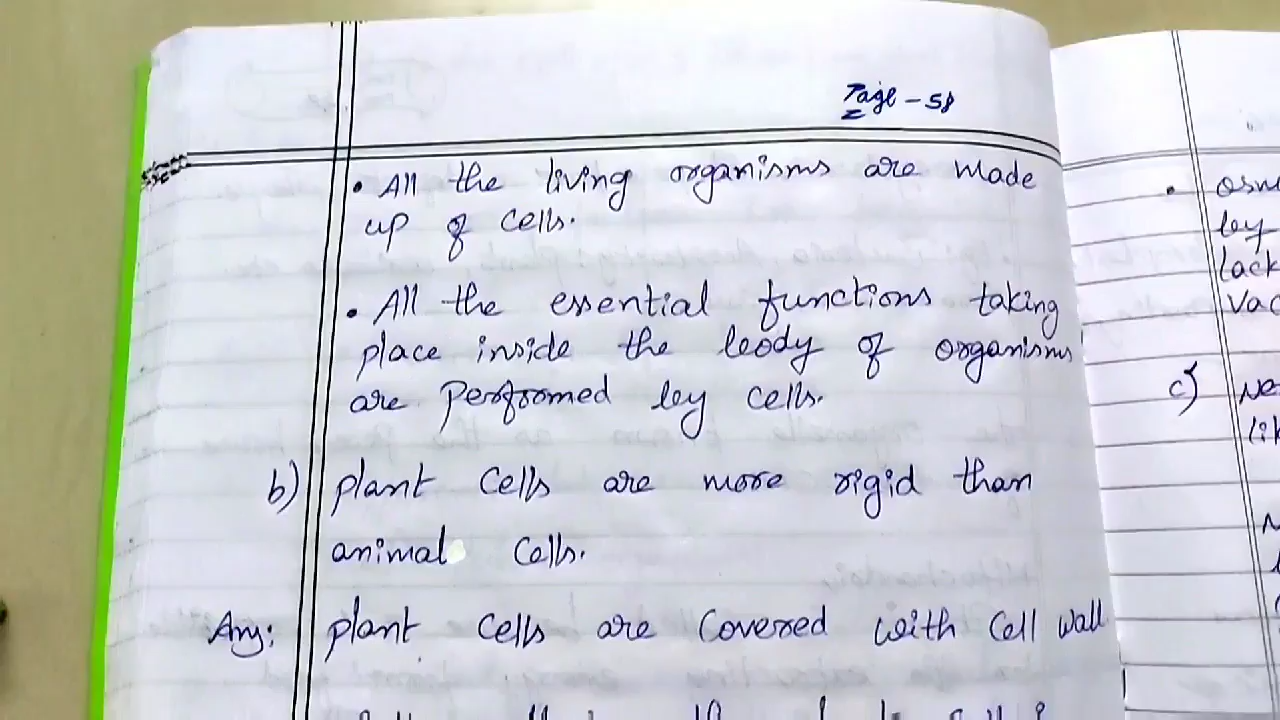 Page - 58
• All the living organisms are made
up of cells.
• All the essential functions taking
place inside the body of organisms
are performed by cells.
b) plant cells are more rigid than
animal cells.
Ans: plant cells are covered with cell wall
•
by
lack
c)